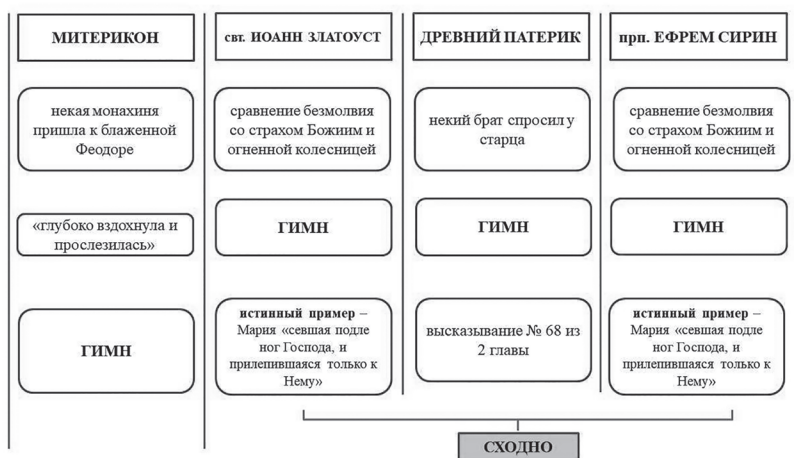 МИТЕРИКОН
свт. ИОАНН ЗЛАТОУСТ
ДРЕВНИЙ ПАТЕРИК
прп. ЕФРЕМ СИРИН
некая монахиня
пришла к блаженной
Феодоре
сравнение безмолвия
со страхом Божиим и
огненной колесницей
некий брат спросил у
старца
сравнение безмолвия
со страхом Божиим и
огненной колесницей
«глубоко вздохнула и
прослезилась»
ГИМН
ГИМН
ГИМН
ГИМН
истинный пример –
Мария «севшая подле
ног Господа, и
прилепившаяся только к
Нему»
высказывание № 68 из
2 главы
истинный пример –
Мария «севшая подле
ног Господа, и
прилепившаяся только к
Нему»
СХОДНО